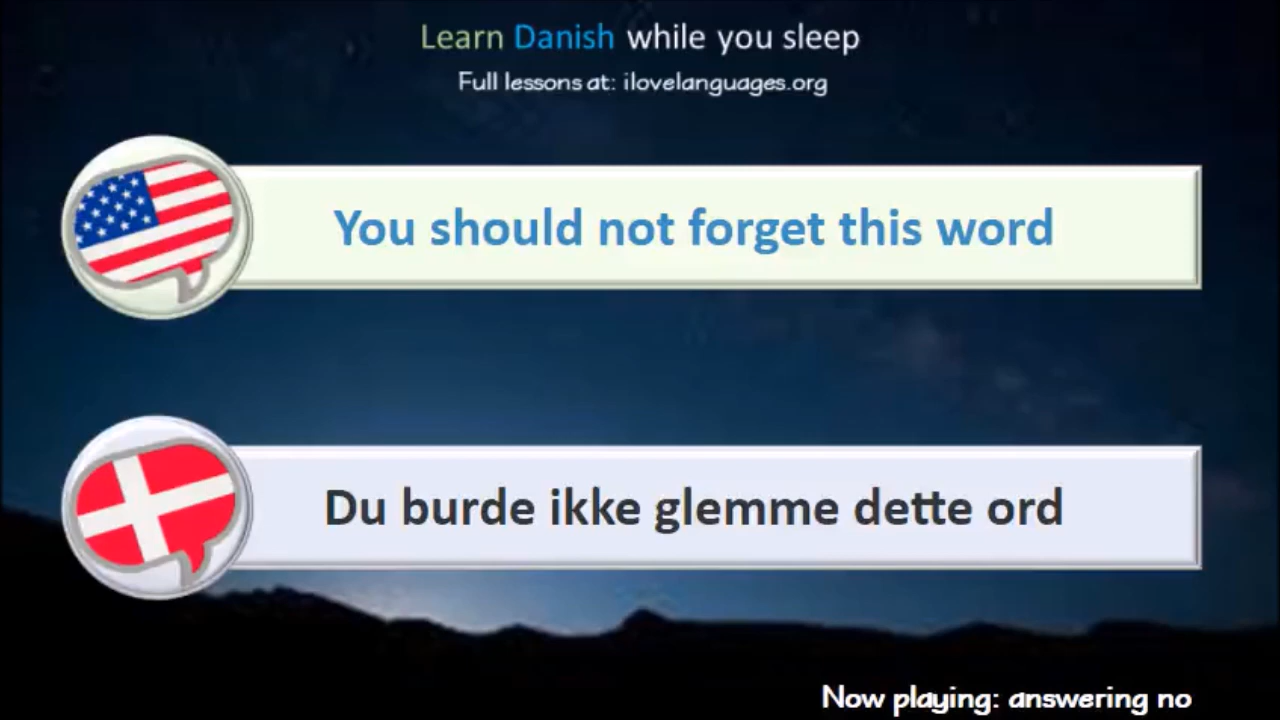 Learn Danish while you sleep
Full lessons at: ilovelanguages.org
You should not forget this word
Du burde ikke glemme dette ord
Now playing: answering no